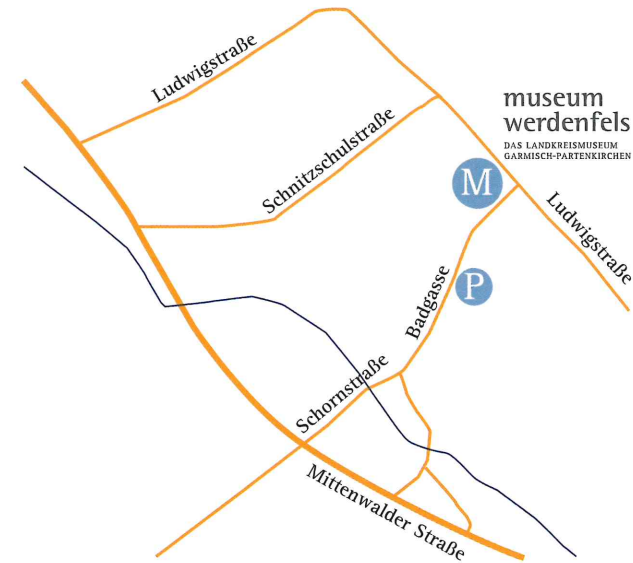 Ludwigstraße
museum
werdenfels
DAS LANDKREISMUSEUM
GARMISCH-PARTENKIRCHEN
Schnitzschulstraße
M
Ludwigstraße
Badgasse
P
Schornstraße
Mittenwalder Straße